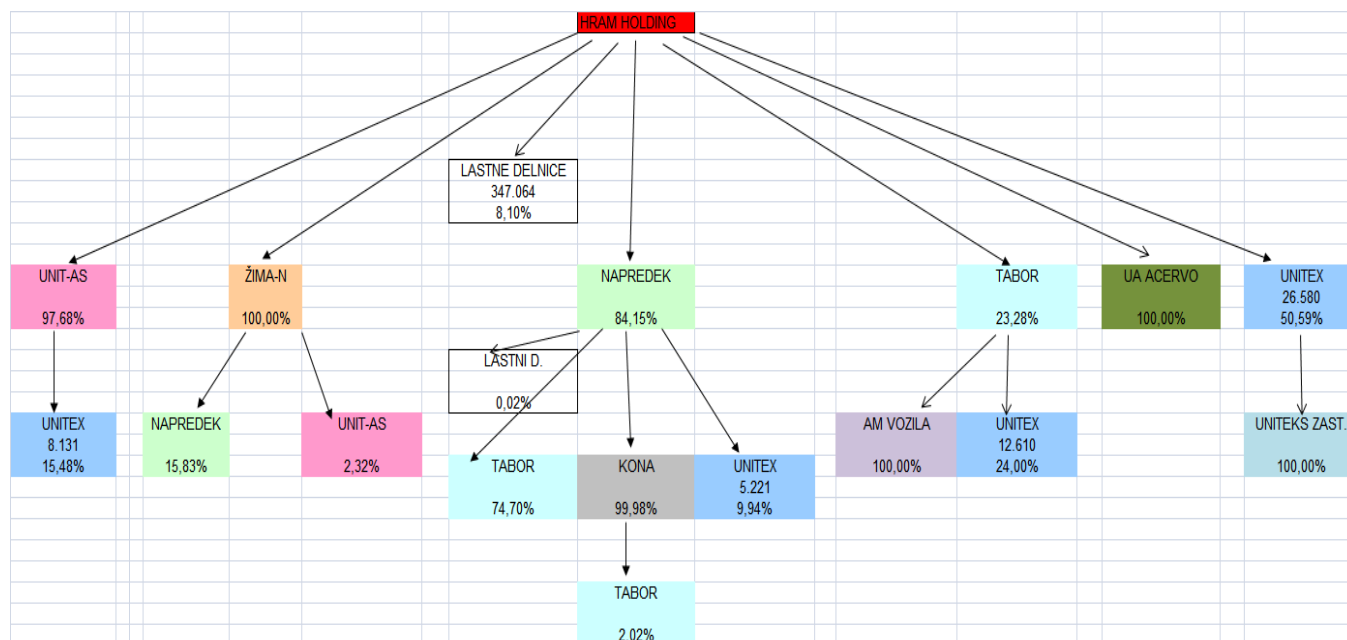 HRAM HOLDING
LASTNE DELNICE
347.064
8,10%
UNIT-AS
97,68%
ŽIMA-N
100,00%
NAPREDEK
84,15%
TABOR
23,28%
UA ACERVO
100,00%
UNITEX
26.580
50,59%
LASTNI D.
0,02%
UNITEX
8.131
15,48%
NAPREDEK
15,83%
UNIT-AS
2,32%
TABOR
74,70%
KONA
99,98%
UNITEX
5.221
9,94%
AM VOZILA
100,00%
UNITEX
12.610
24,00%
UNITEKS ZAST.
100,00%
TABOR
2,02%